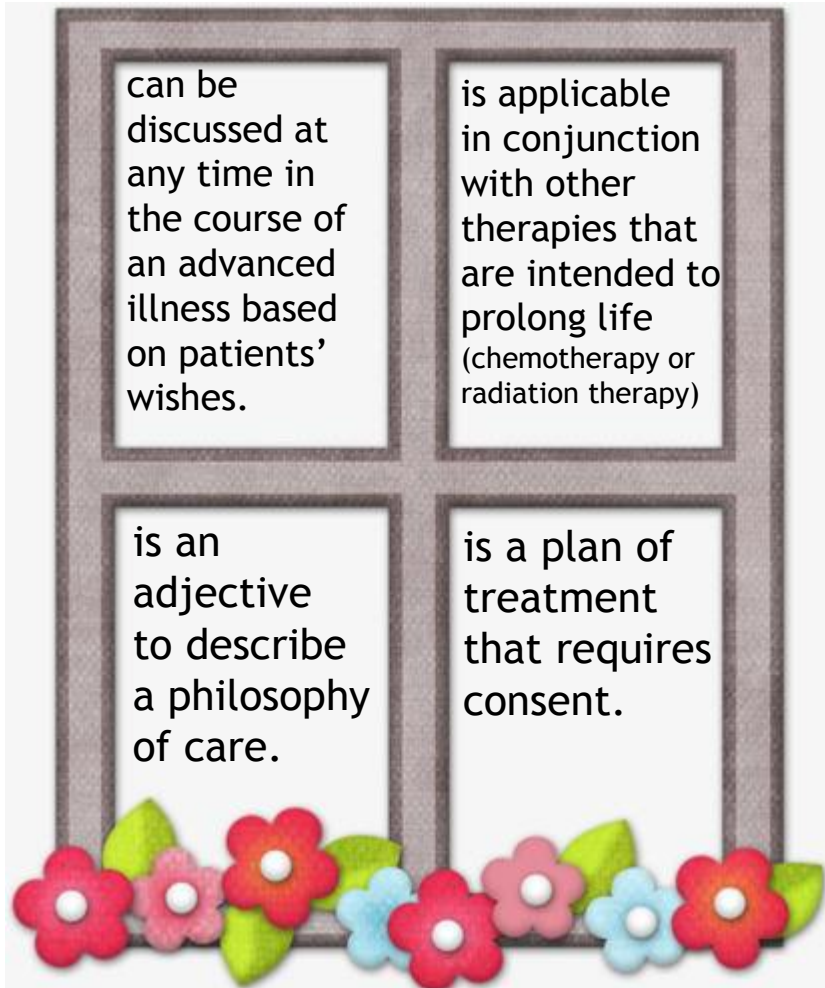 can be
discussed at
any time in
the course of
an advanced
illness based
on patients’
wishes.
is applicable
in conjunction
with other
therapies that
are intended to
prolong life
(chemotherapy or
radiation therapy)
is an
adjective
to describe
a philosophy
of care.
is a plan of
treatment
that requires
consent.